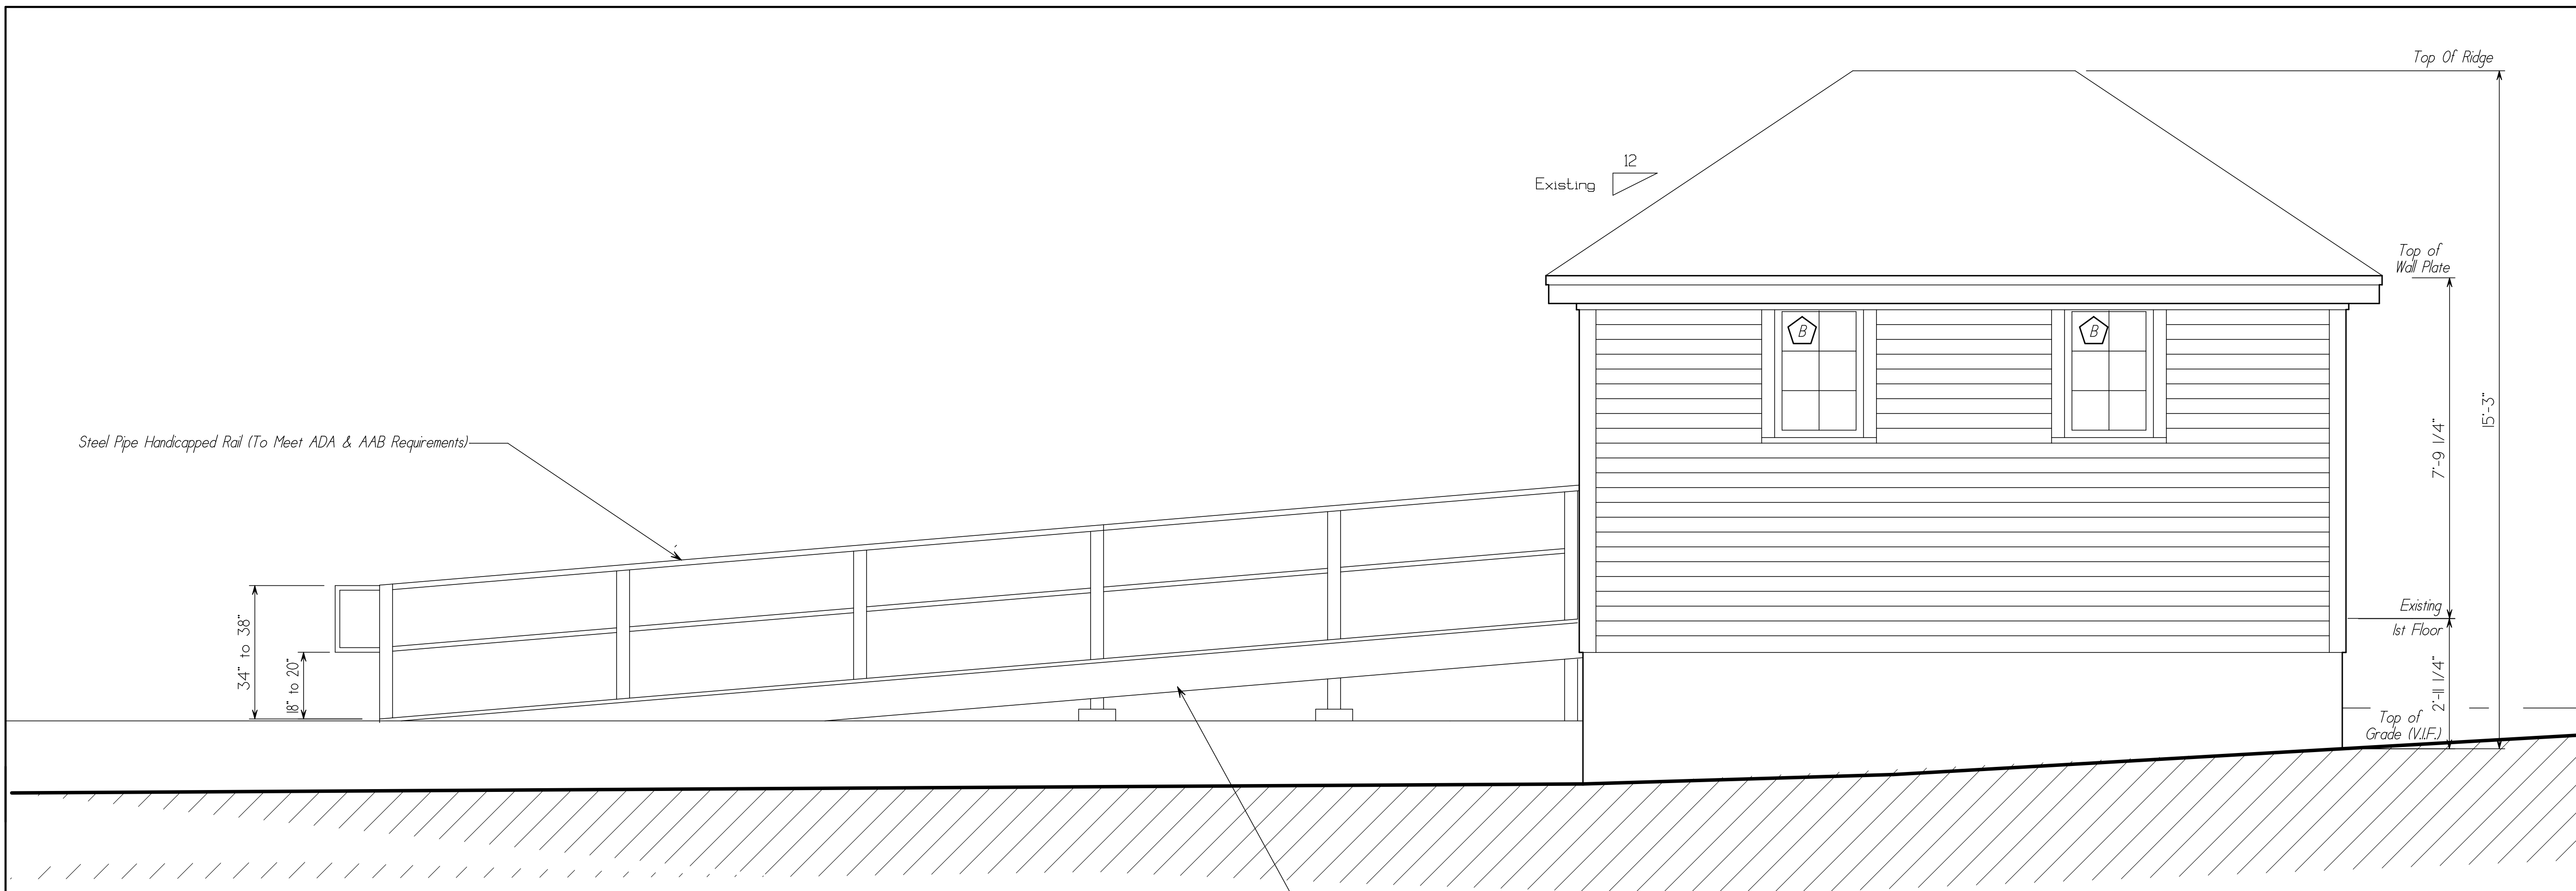 Top Of Ridge
12
Existing
Top of
Wall Plate
B
B
15'-3"
7'-9 1/4"
Steel Pipe Handicapped Rail (To Meet ADA & AAB Requirements)
34" to 38"
18" to 20"
Existing
1st Floor
2'-11 1/4"
Top of
Grade (V.I.F.)